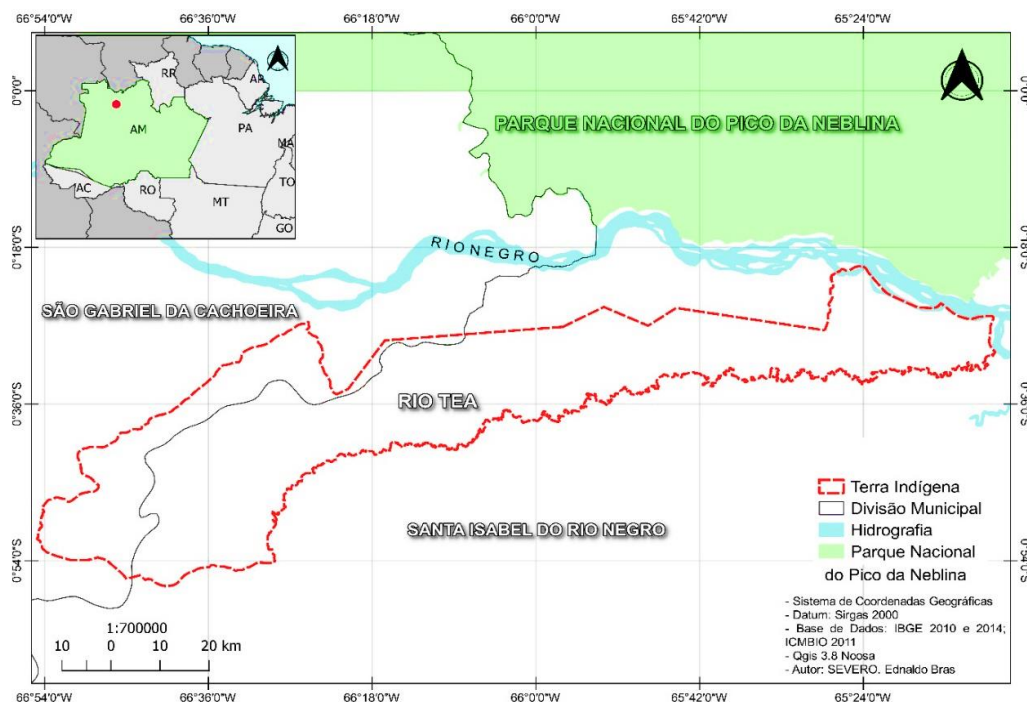 66°54'0"W 66°36'0"W 66°18'0"W 66°0'0"W 65°42'0"W 65°24'0"W
RR
AP
AM
PA
MA
AC
RO
TO
MT
GO
0°0'0"
PARQUE NACIONAL DO PICO DA NEBLINA
RIO NEGRO
0°18'0"S
SÃO GABRIEL DA CACHOEIRA
RIO TEA
0°36'0"S
SANTA ISABEL DO RIO NEGRO
0°54'0"S
Terra Indígena
Divisão Municipal
Hidrografia
Parque Nacional
do Pico da Neblina
- Sistema de Coordenadas Geográficas
- Datum: Sirgas 2000
- Base de Dados: IBGE 2010 e 2014;
ICMBIO 2011
- Qgis 3.8 Noosa
- Autor: SEVERO. Ednaldo Bras
1:700000
10 0 10 20 km
66°54'0"W 66°36'0"W 66°18'0"W 66°0'0"W 65°42'0"W 65°24'0"W